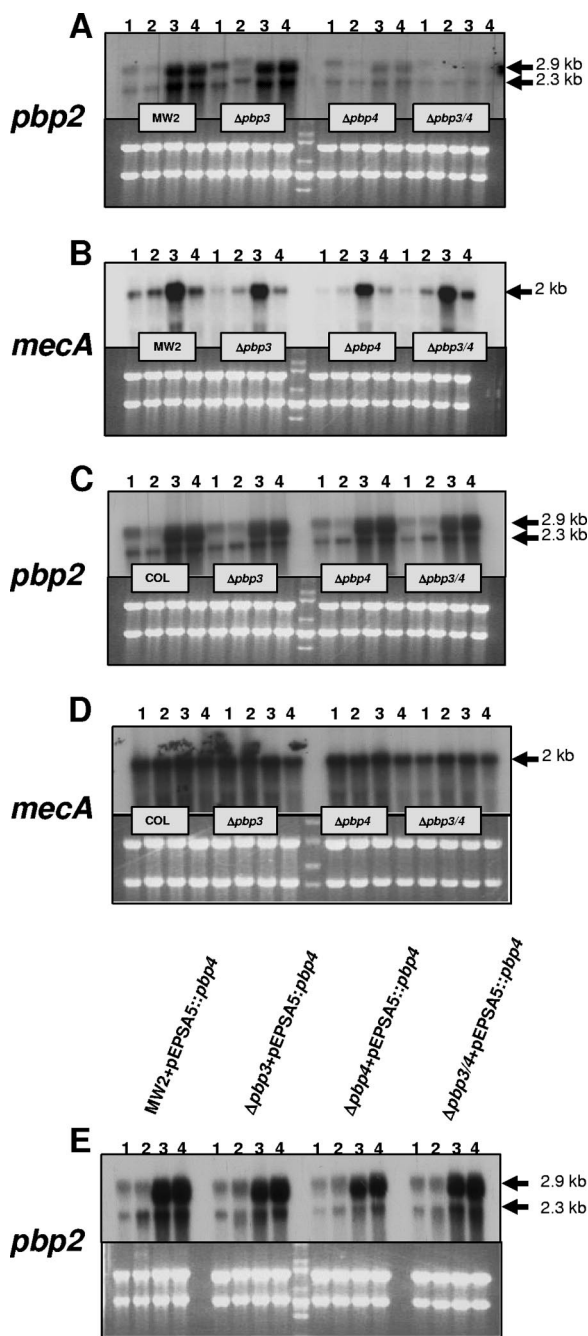 A
1 2 3 4 1 2 3 4 1 2 3 4 1 2 3 4
2.9 kb
2.3 kb
pbp2
MW2 Δpbp3 Δpbp4 Δpbp3/4
B
1 2 3 4 1 2 3 4 1 2 3 4 1 2 3 4
2 kb
mecA
MW2 Δpbp3 Δpbp4 Δpbp3/4
C
1 2 3 4 1 2 3 4 1 2 3 4 1 2 3 4
2.9 kb
2.3 kb
pbp2
COL Δpbp3 Δpbp4 Δpbp3/4
D
1 2 3 4 1 2 3 4 1 2 3 4 1 2 3 4
2 kb
mecA
COL Δpbp3 Δpbp4 Δpbp3/4
MW2+pEPSA5::pbp4
Δpbp3+pEPSA5:pbp4
Δpbp4+pEPSA5::pbp4
Δpbp3/4+pEPSA5::pbp4
E
1 2 3 4 1 2 3 4 1 2 3 4 1 2 3 4
2.9 kb
2.3 kb
pbp2